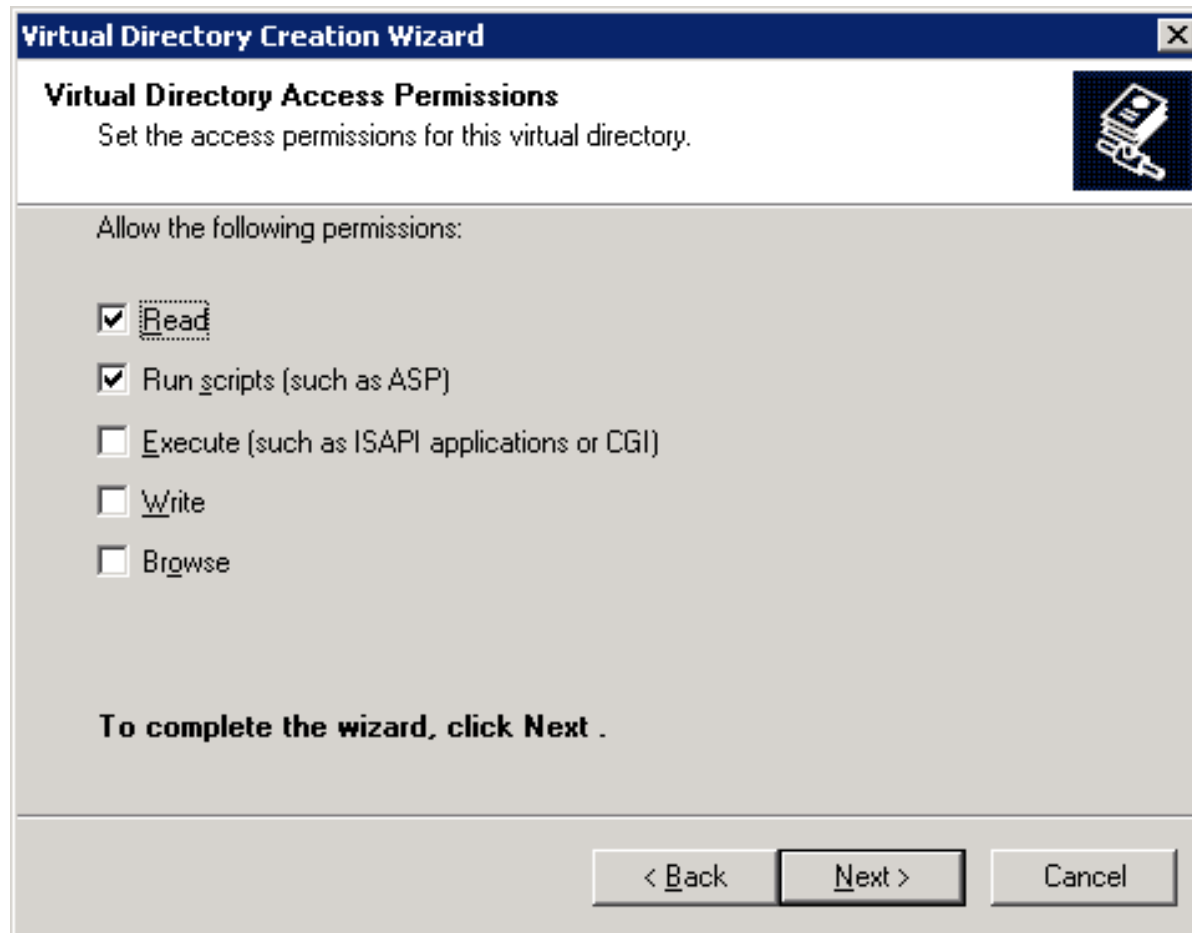 Virtual Directory Creation Wizard
Virtual Directory Access Permissions
Set the access permissions for this virtual directory.
Allow the following permissions:
Read
Run scripts (such as ASP)
Execute (such as ISAPI applications or CGI)
Write
Browse
To complete the wizard, click Next .
< Back Next > Cancel